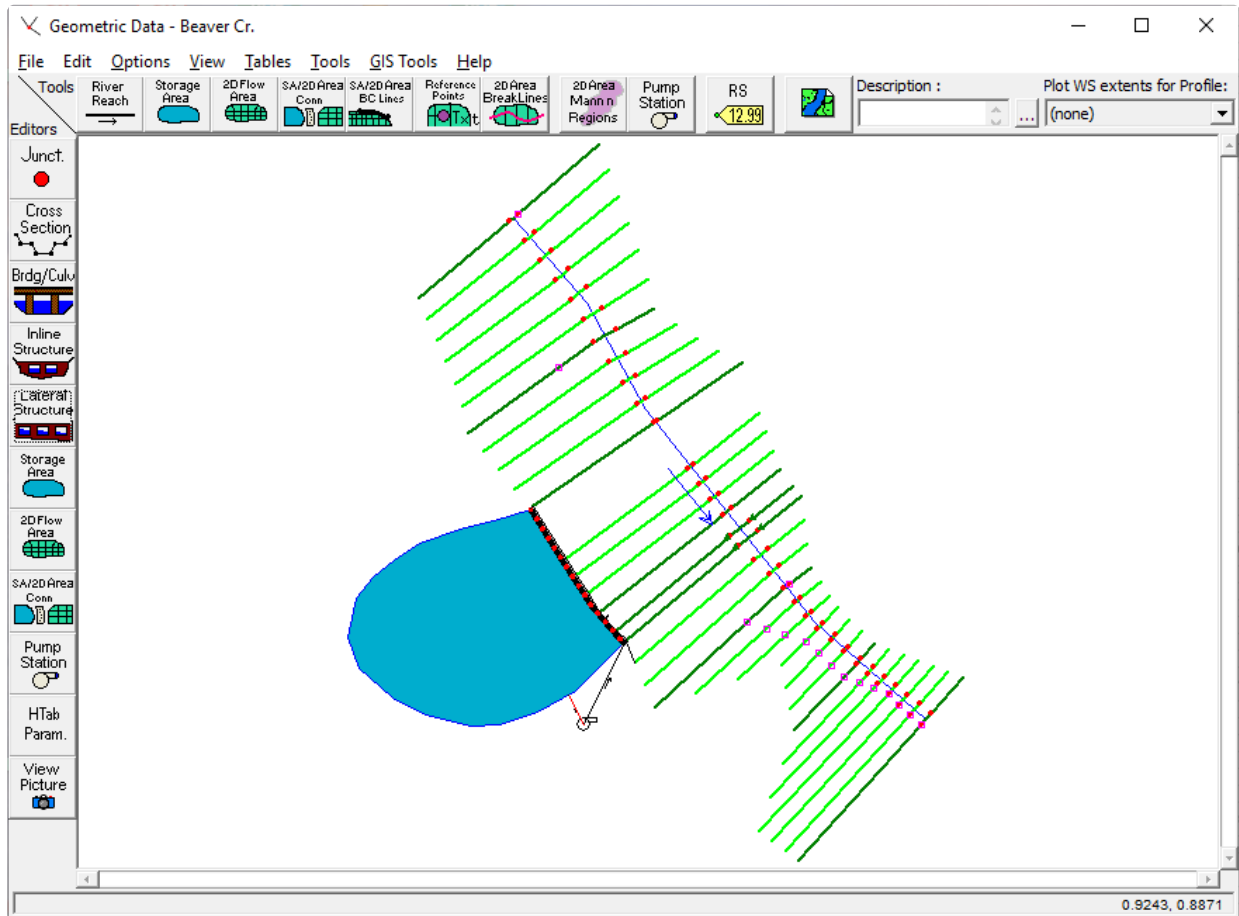 Geometric Data - Beaver Cr.
File Edit Options View Tables Tools GIS Tools Help
Tools
Editors
River
Reach
Storage
Area
2D Flow
Area
SA/2D Area
Conn
SA/2D Area
BC Lines
Reference
Points
2D Area
BreakLines
2D Area
Mann n
Regions
Pump
Station
RS
12.99
Description :
...
Plot WS extents for Profile:
(none)
Junct.
Cross
Section
Brdg/Culv
Inline
Structure
Lateral
Structure
Storage
Area
2D Flow
Area
SA/2D Area
Conn
Pump
Station
HTab
Param.
View
Picture
0.9243, 0.8871